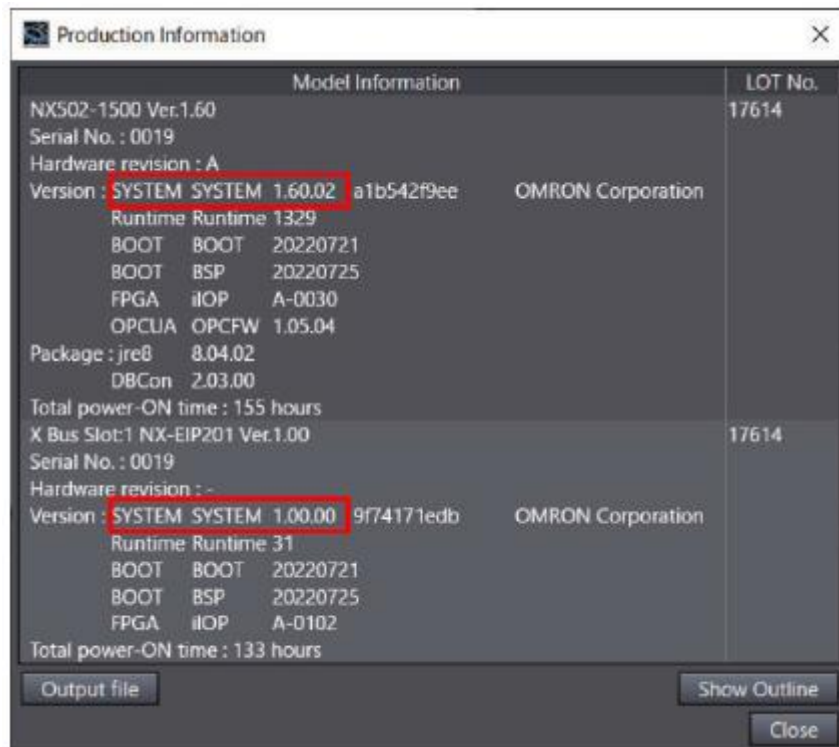 Production Information
Model Information LOT No.
NX502-1500 Ver.1.60 17614
Serial No. : 0019
Hardware revision : A
Version : SYSTEM SYSTEM 1.60.02 a1b542f9ee OMRON Corporation
Runtime Runtime 1329
BOOT BOOT 20220721
BOOT BSP 20220725
FPGA iIOP A-0030
OPCUA OPCFW 1.05.04
Package : jre8 8.04.02
DBCon 2.03.00
Total power-ON time : 155 hours
X Bus Slot:1 NX-EIP201 Ver.1.00 17614
Serial No. : 0019
Hardware revision : -
Version : SYSTEM SYSTEM 1.00.00 9f74171edb OMRON Corporation
Runtime Runtime 31
BOOT BOOT 20220721
BOOT BSP 20220725
FPGA iIOP A-0102
Total power-ON time : 133 hours
Output file Show Outline
Close